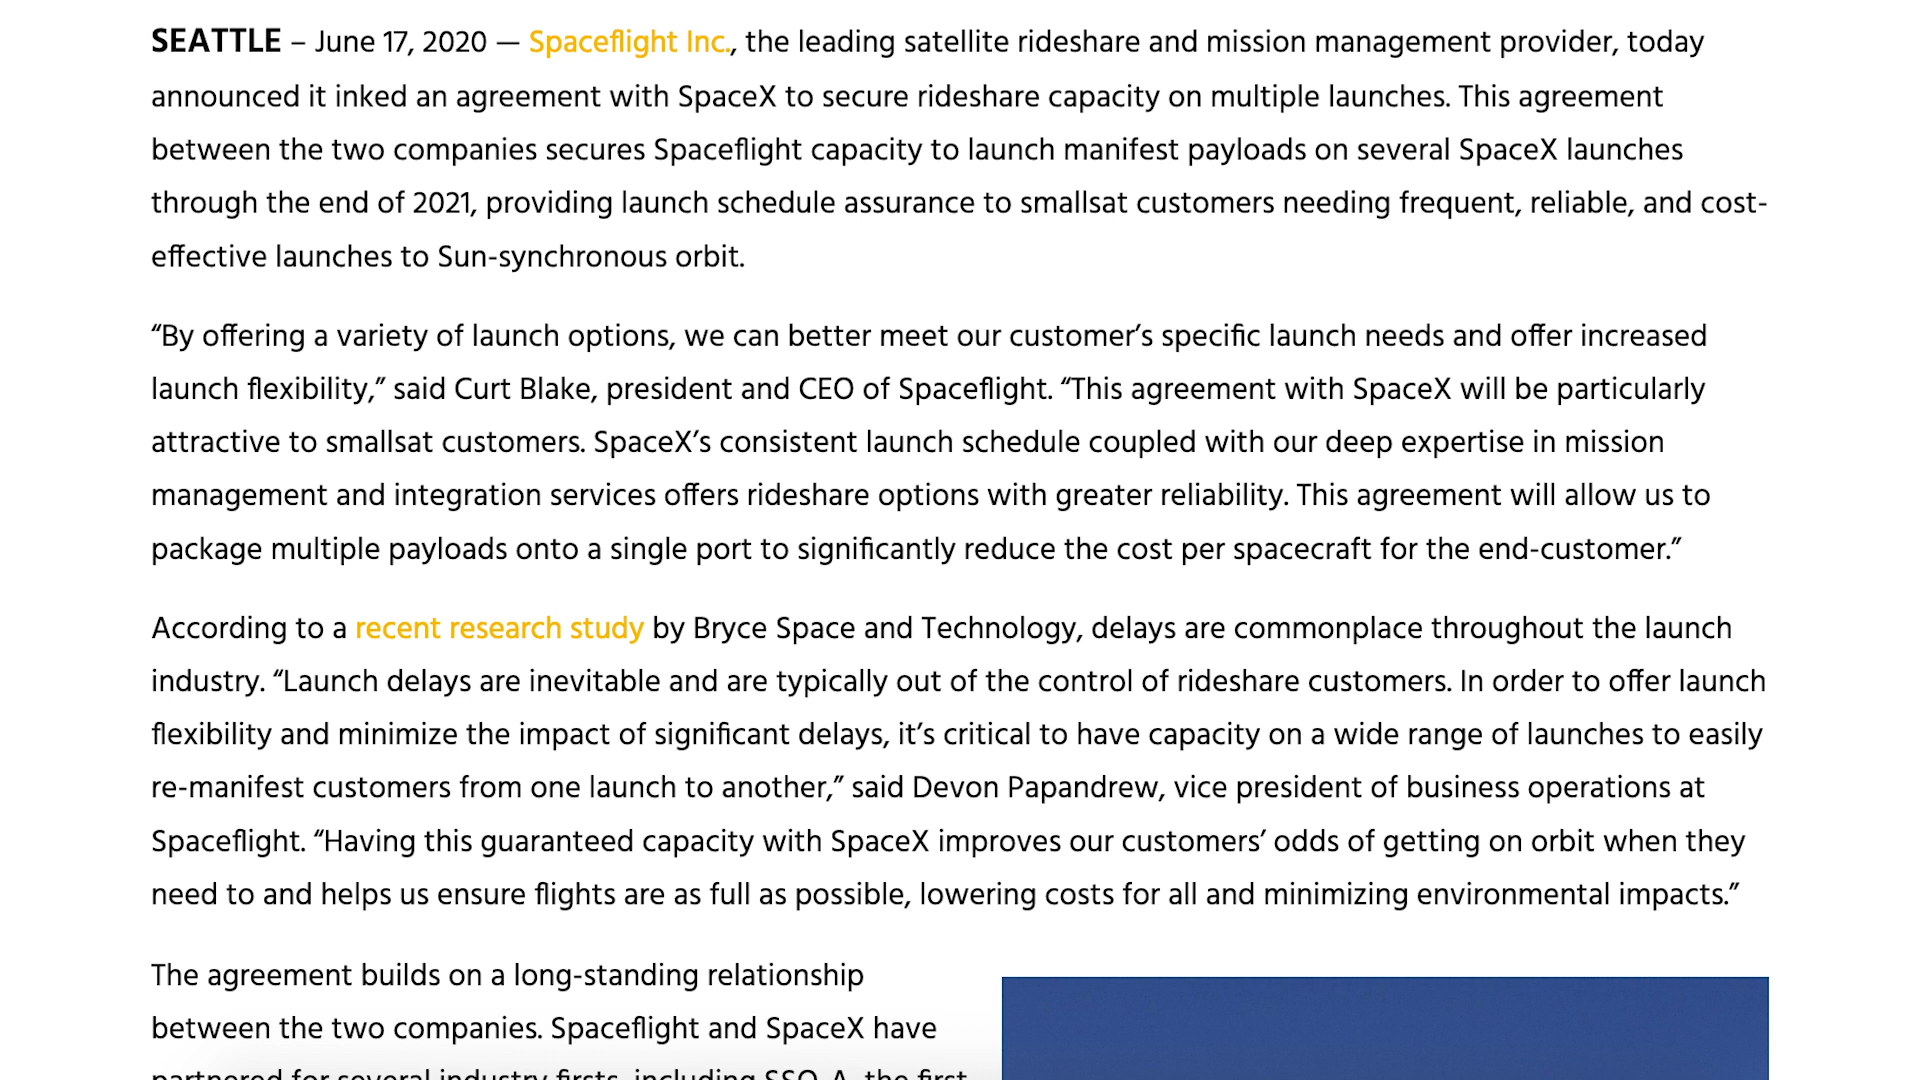 SEATTLE – June 17, 2020 — Spaceflight Inc., the leading satellite rideshare and mission management provider, today
announced it inked an agreement with SpaceX to secure rideshare capacity on multiple launches. This agreement
between the two companies secures Spaceflight capacity to launch manifest payloads on several SpaceX launches
through the end of 2021, providing launch schedule assurance to smallsat customers needing frequent, reliable, and cost-
effective launches to Sun-synchronous orbit.
“By offering a variety of launch options, we can better meet our customer’s specific launch needs and offer increased
launch flexibility,” said Curt Blake, president and CEO of Spaceflight. “This agreement with SpaceX will be particularly
attractive to smallsat customers. SpaceX’s consistent launch schedule coupled with our deep expertise in mission
management and integration services offers rideshare options with greater reliability. This agreement will allow us to
package multiple payloads onto a single port to significantly reduce the cost per spacecraft for the end-customer.”
According to a recent research study by Bryce Space and Technology, delays are commonplace throughout the launch
industry. “Launch delays are inevitable and are typically out of the control of rideshare customers. In order to offer launch
flexibility and minimize the impact of significant delays, it’s critical to have capacity on a wide range of launches to easily
re-manifest customers from one launch to another,” said Devon Papandrew, vice president of business operations at
Spaceflight. “Having this guaranteed capacity with SpaceX improves our customers’ odds of getting on orbit when they
need to and helps us ensure flights are as full as possible, lowering costs for all and minimizing environmental impacts.”
The agreement builds on a long-standing relationship
between the two companies. Spaceflight and SpaceX have
partnered for several industry firsts, including SSO-A, the first